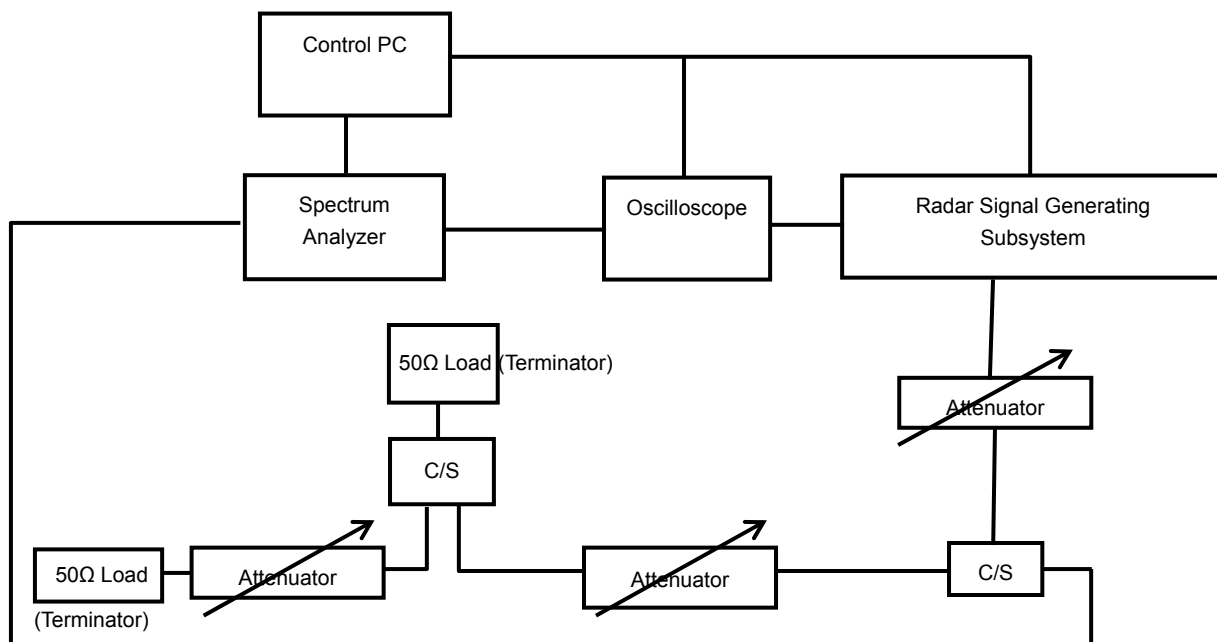 Control PC
Spectrum
Analyzer
Oscilloscope
Radar Signal Generating
Subsystem
50Ω Load (Terminator)
Attenuator
C/S
50Ω Load
(Terminator)
Attenuator
Attenuator
C/S